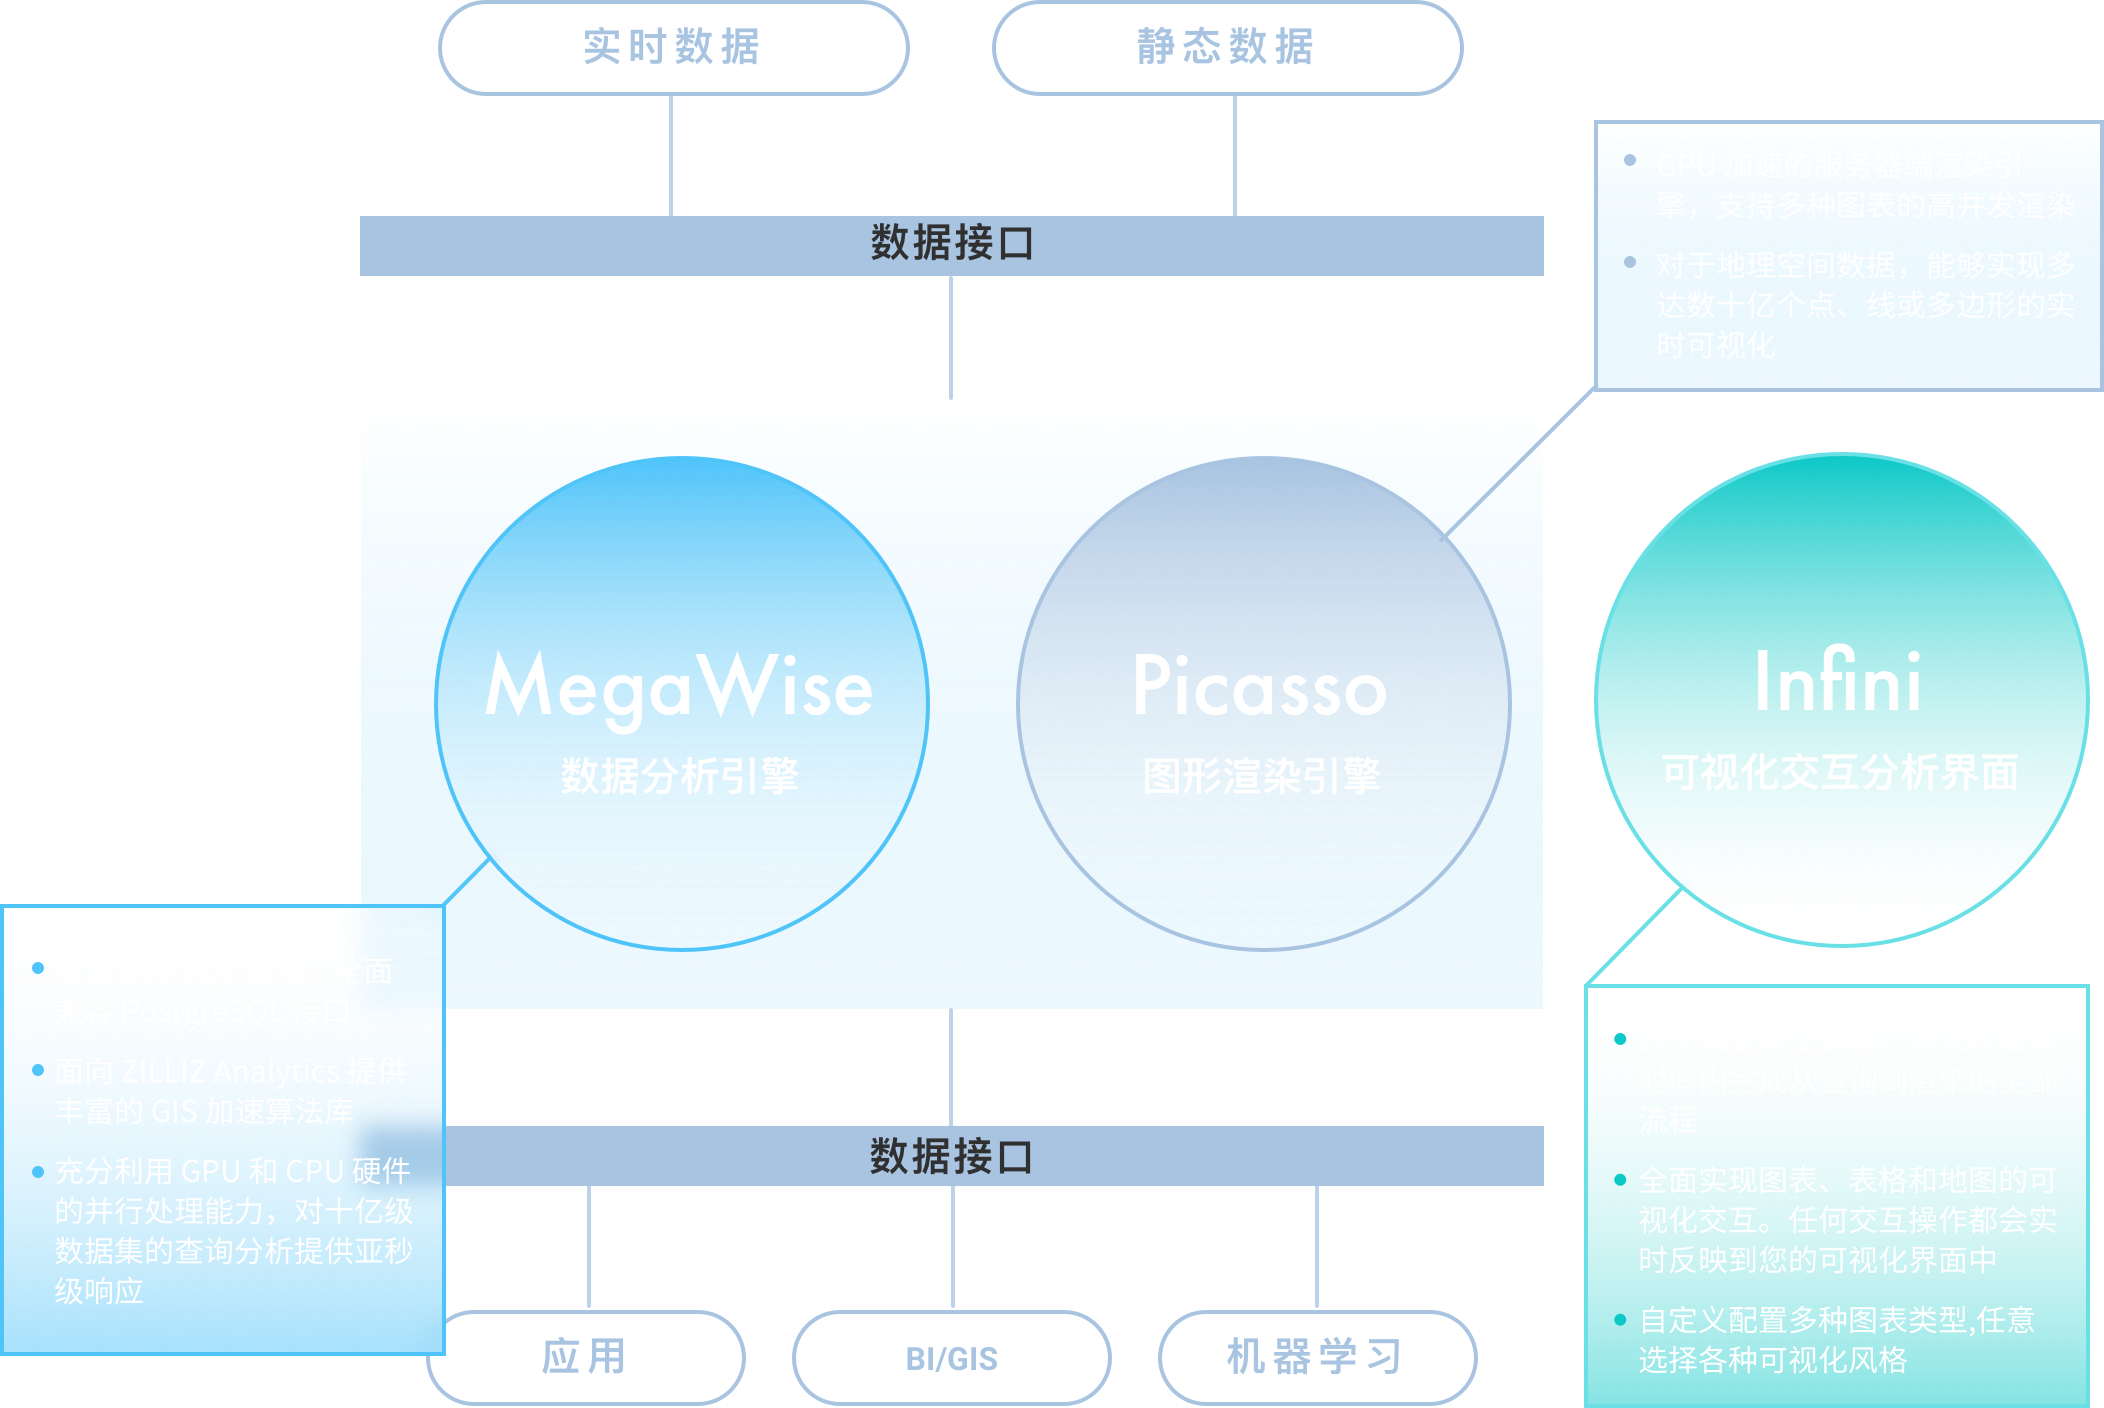 实时数据
静态数据
数据接口
GPU 加速的服务器端渲染引
擎，支持多种图表的高并发渲染
对于地理空间数据，能够实现多
达数十亿个点、线或多边形的实
时可视化
MegaWise
数据分析引擎
Picasso
图形渲染引擎
Infini
可视化交互分析界面
全面
兼容 PostgreSQL 接口
面向 ZILLIZ Analytics 提供
丰富的 GIS 加速算法库
充分利用 GPU 和 CPU 硬件
的并行处理能力，对十亿级
数据集的查询分析提供亚秒
级响应
时间内完成从查询到渲染的全部
流程
全面实现图表、表格和地图的可
视化交互。任何交互操作都会实
时反映到您的可视化界面中
自定义配置多种图表类型,任意
选择各种可视化风格
数据接口
应用
BI/GIS
机器学习